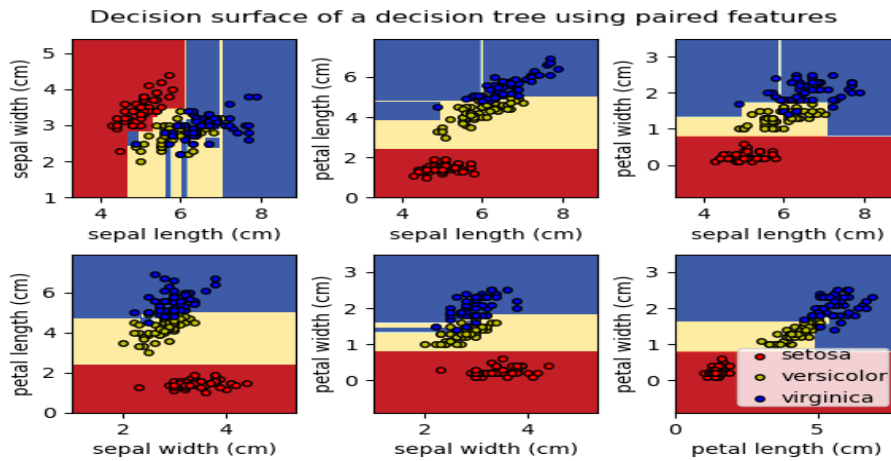 Decision surface of a decision tree using paired features
5
4
3
2
1
sepal width (cm)
4 6 8
sepal length (cm)
6
4
2
0
petal length (cm)
4 6 8
sepal length (cm)
3
2
1
0
petal width (cm)
4 6 8
sepal length (cm)
6
4
2
0
petal length (cm)
2 4
sepal width (cm)
3
2
1
0
petal width (cm)
2 4
sepal width (cm)
3
2
1
0
petal width (cm)
0 5
petal length (cm)
setosa
versicolor
virginica